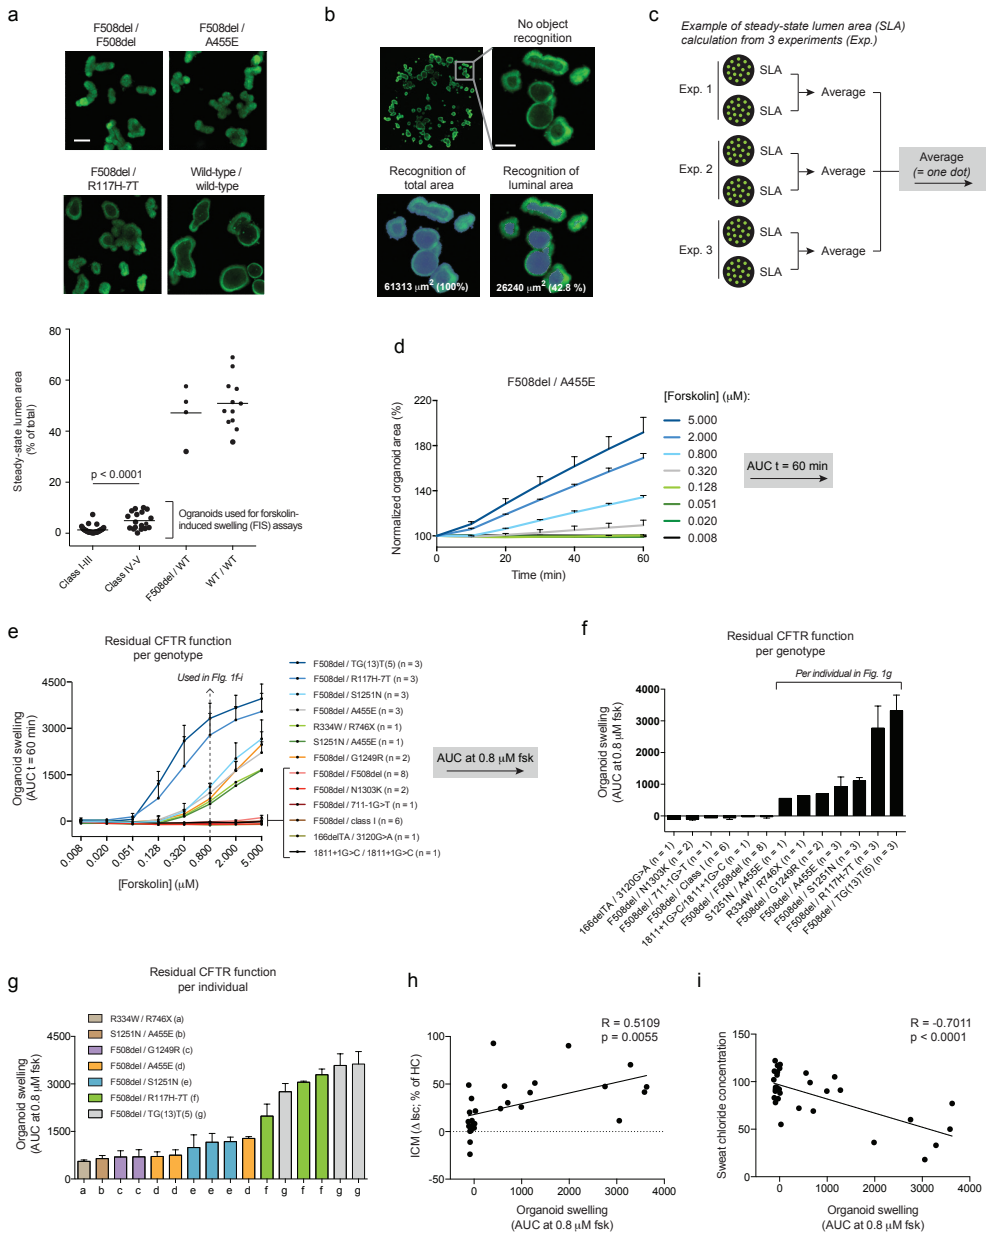 a
F508del /
F508del
F508del /
A455E
F508del /
R117H-7T
Wild-type /
wild-type
Steady-state lumen area
(% of total)
80
60
40
20
0
p < 0.0001
Ogranoids used for forskolin-
induced swelling (FIS) assays
Class I-III
Class IV-V
F508del / WT
WT / WT
b
No object
recognition
Recognition of
total area
Recognition of
luminal area
61313 µm² (100%)
26240 µm² (42.8 %)
c
Example of steady-state lumen area (SLA)
calculation from 3 experiments (Exp.)
Exp. 1
SLA
SLA
Average
Exp. 2
SLA
SLA
Average
Exp. 3
SLA
SLA
Average
Average
(= one dot)
d
F508del / A455E
Normalized organoid area (%)
220
180
140
100
0
20
40
60
Time (min)
[Forskolin] (µM):
5.000
2.000
0.800
0.320
0.128
0.051
0.020
0.008
AUC t = 60 min
e
Residual CFTR function
per genotype
Used in FIg. 1f-i
Organoid swelling
(AUC t = 60 min)
4500
3000
1500
0
0.008
0.020
0.051
0.128
0.320
0.800
2.000
5.000
[Forskolin] (µM)
F508del / TG(13)T(5) (n = 3)
F508del / R117H-7T (n = 3)
F508del / S1251N (n = 3)
F508del / A455E (n = 3)
R334W / R746X (n = 1)
S1251N / A455E (n = 1)
F508del / G1249R (n = 2)
F508del / F508del (n = 8)
F508del / N1303K (n = 2)
F508del / 711-1G>T (n = 1)
F508del / class I (n = 6)
166delTA / 3120G>A (n = 1)
1811+1G>C / 1811+1G>C (n = 1)
AUC at 0.8 µM fsk
f
Residual CFTR function
per genotype
Per individual in Fig. 1g
Organoid swelling
(AUC at 0.8 µM fsk)
4000
3000
2000
1000
0
166delTA / 3120G>A (n = 1)
F508del / N1303K (n = 2)
F508del / 711-1G>T (n = 1)
F508del / Class I (n = 6)
1811+1G>C/1811+1G>C (n = 1)
F508del / F508del (n = 8)
S1251N / A455E (n = 1)
R334W / R746X (n = 1)
F508del / G1249R (n = 2)
F508del / A455E (n = 3)
F508del / S1251N (n = 3)
F508del / R117H-7T (n = 3)
F508del / TG(13)T(5) (n = 3)
g
Residual CFTR function
per individual
R334W / R746X (a)
S1251N / A455E (b)
F508del / G1249R (c)
F508del / A455E (d)
F508del / S1251N (e)
F508del / R117H-7T (f)
F508del / TG(13)T(5) (g)
Organoid swelling
(AUC at 0.8 µM fsk)
4500
3000
1500
0
a b c c d d e e e d f g f f g g
h
R = 0.5109
p = 0.0055
ICM (Δ Isc; % of HC)
100
50
0
-50
0
1000
2000
3000
4000
Organoid swelling
(AUC at 0.8 µM fsk)
i
R = -0.7011
p < 0.0001
Sweat chloride concentration
150
100
50
0
0
1000
2000
3000
4000
Organoid swelling
(AUC at 0.8 µM fsk)